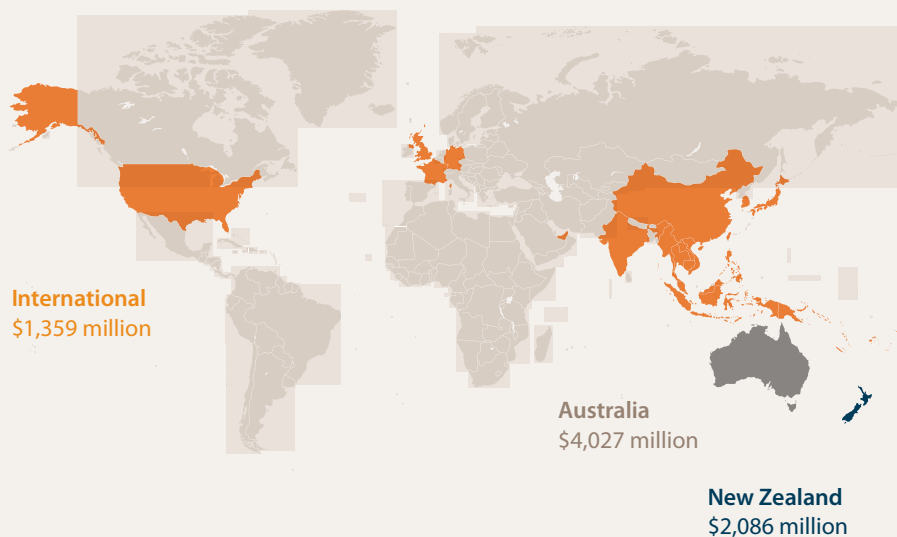 International
$1,359 million
Australia
$4,027 million
New Zealand
$2,086 million